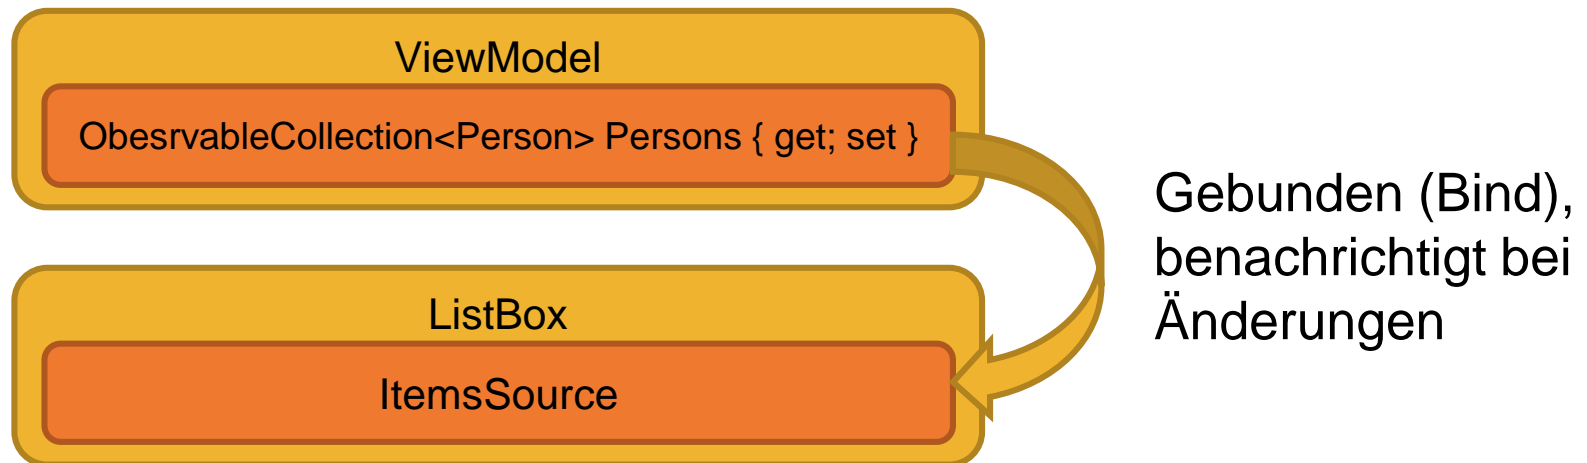 ViewModel
ObesrvableCollection<Person> Persons { get; set }
Gebunden (Bind),
benachrichtigt bei
Änderungen
ListBox
ItemsSource